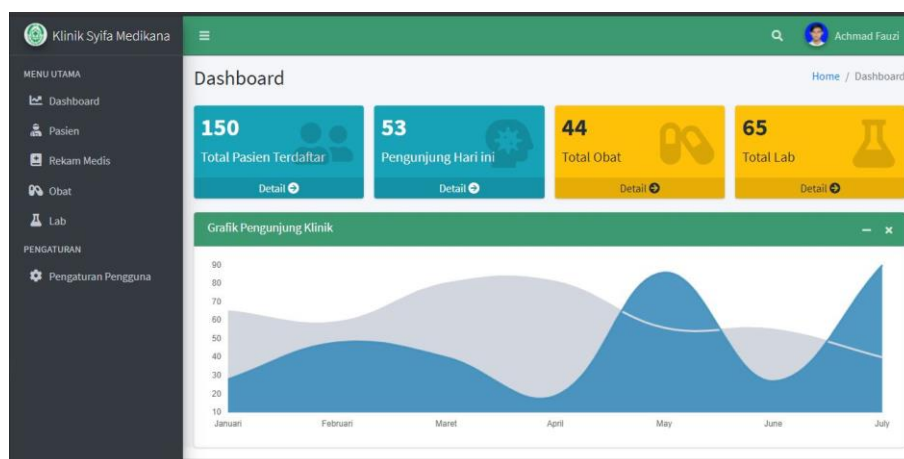 Klinik Syifa Medikana
Achmad Fauzi
MENU UTAMA
Dashboard
Pasien
Rekam Medis
Obat
Lab
PENGATURAN
Pengaturan Pengguna
Dashboard
Home / Dashboard
150
Total Pasien Terdaftar
Detail
53
Pengunjung Hari ini
Detail
44
Total Obat
Detail
65
Total Lab
Detail
Grafik Pengunjung Klinik
90
80
70
60
50
40
30
20
10
Januari Februari Maret April May June July